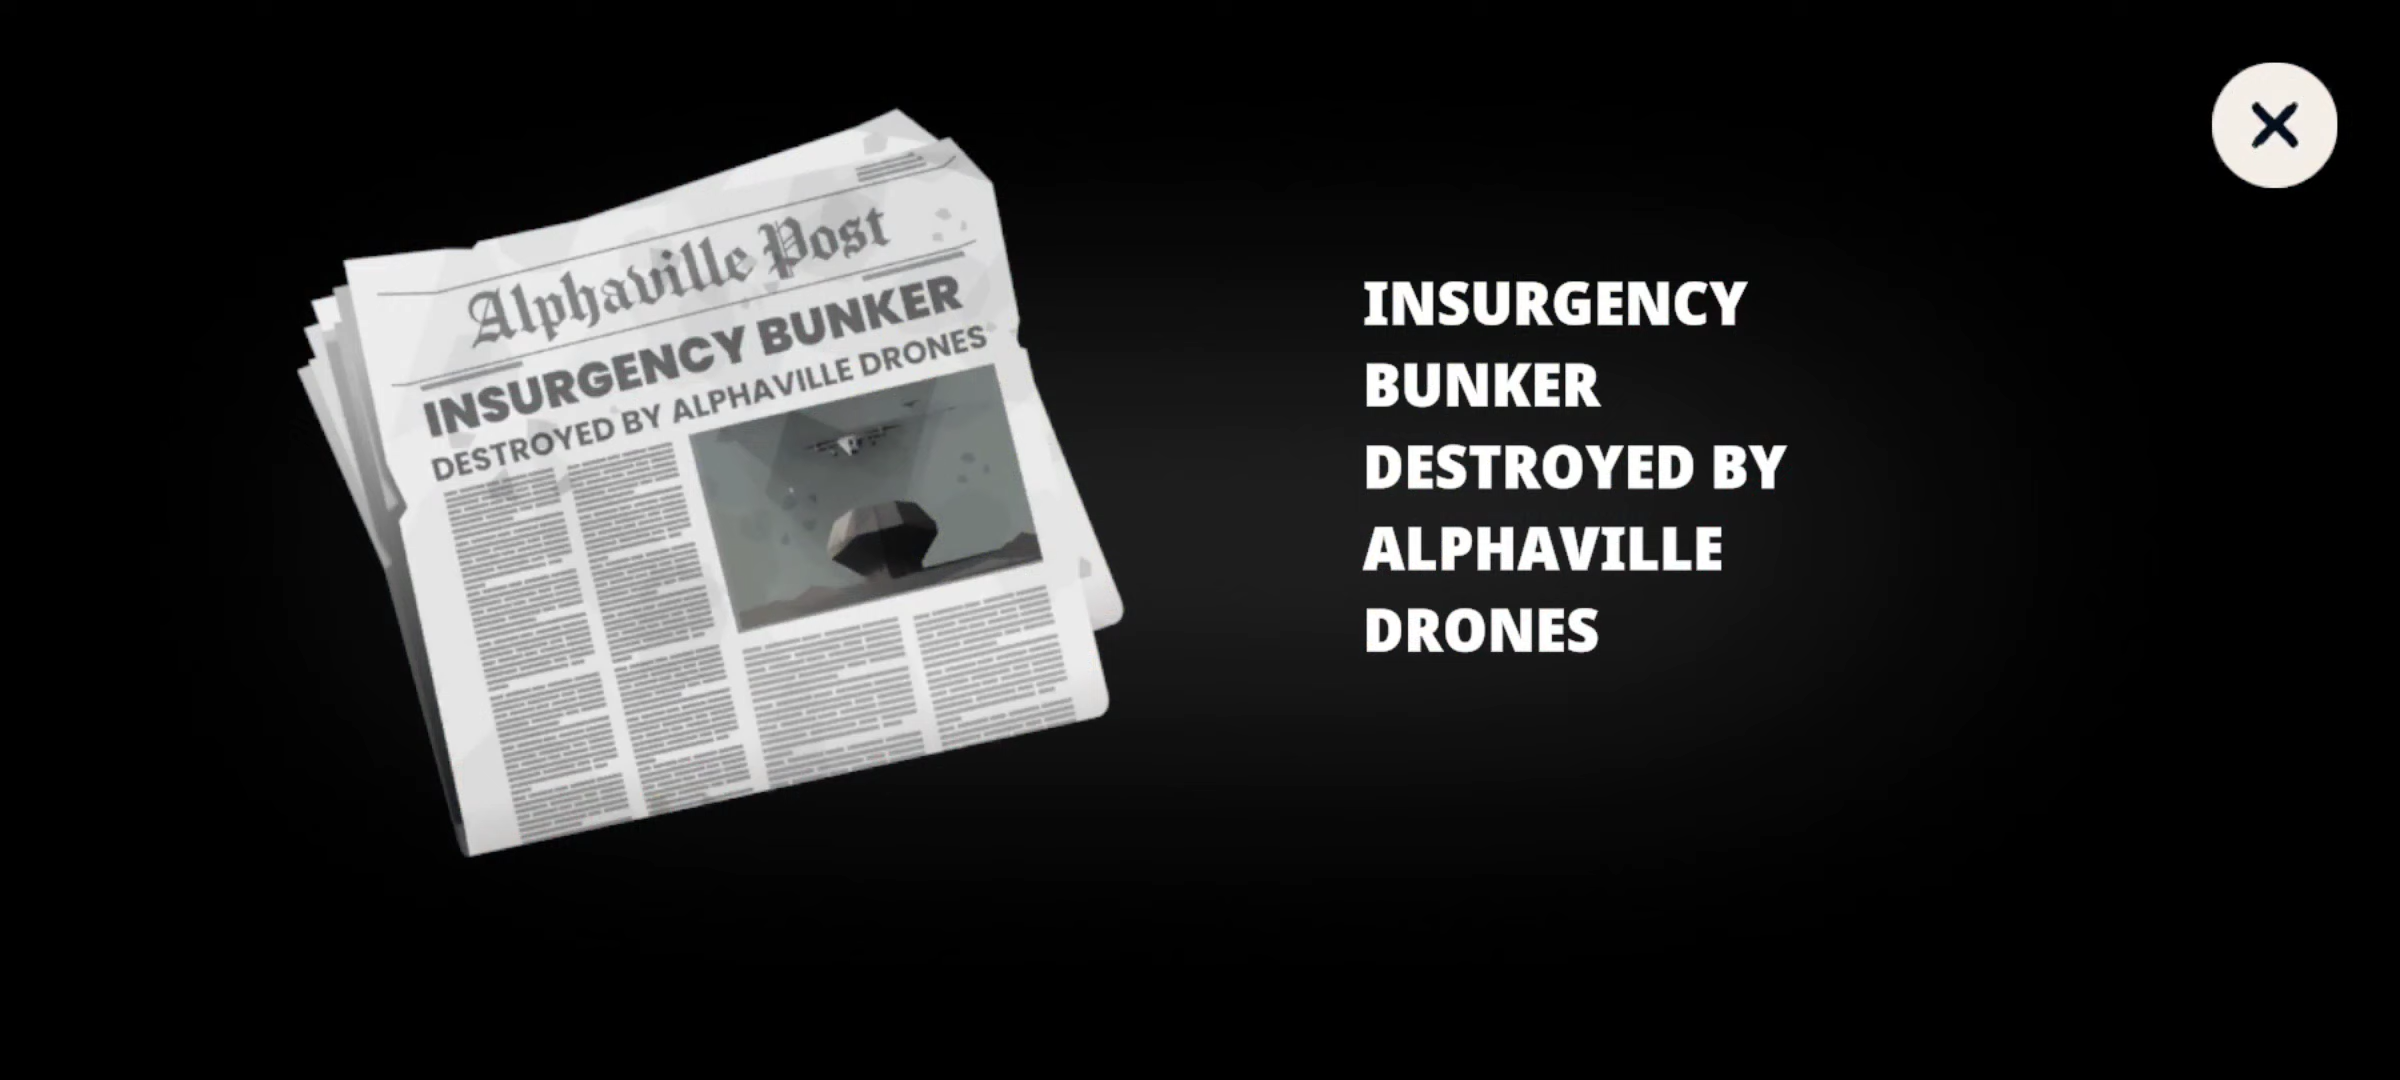 Alphaville Post
INSURGENCY BUNKER
DESTROYED BY ALPHAVILLE DRONES
INSURGENCY
BUNKER
DESTROYED BY
ALPHAVILLE
DRONES